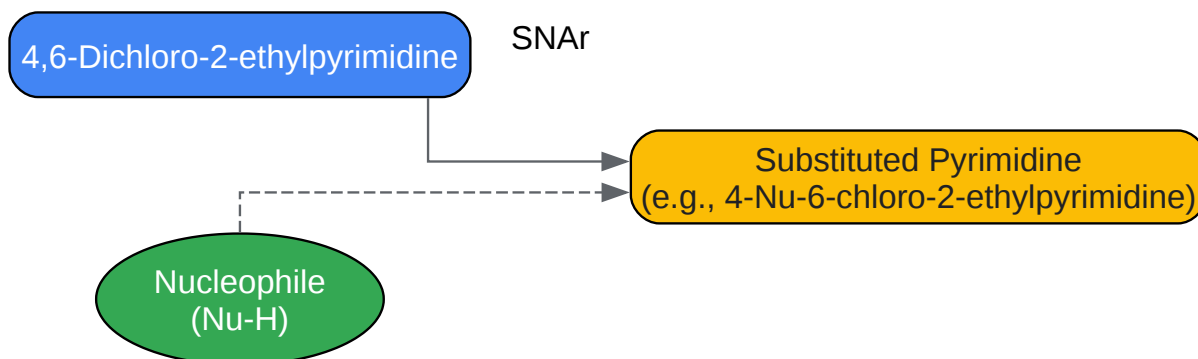 4,6-Dichloro-2-ethylpyrimidine
SNAr
Substituted Pyrimidine
(e.g., 4-Nu-6-chloro-2-ethylpyrimidine)
Nucleophile
(Nu-H)